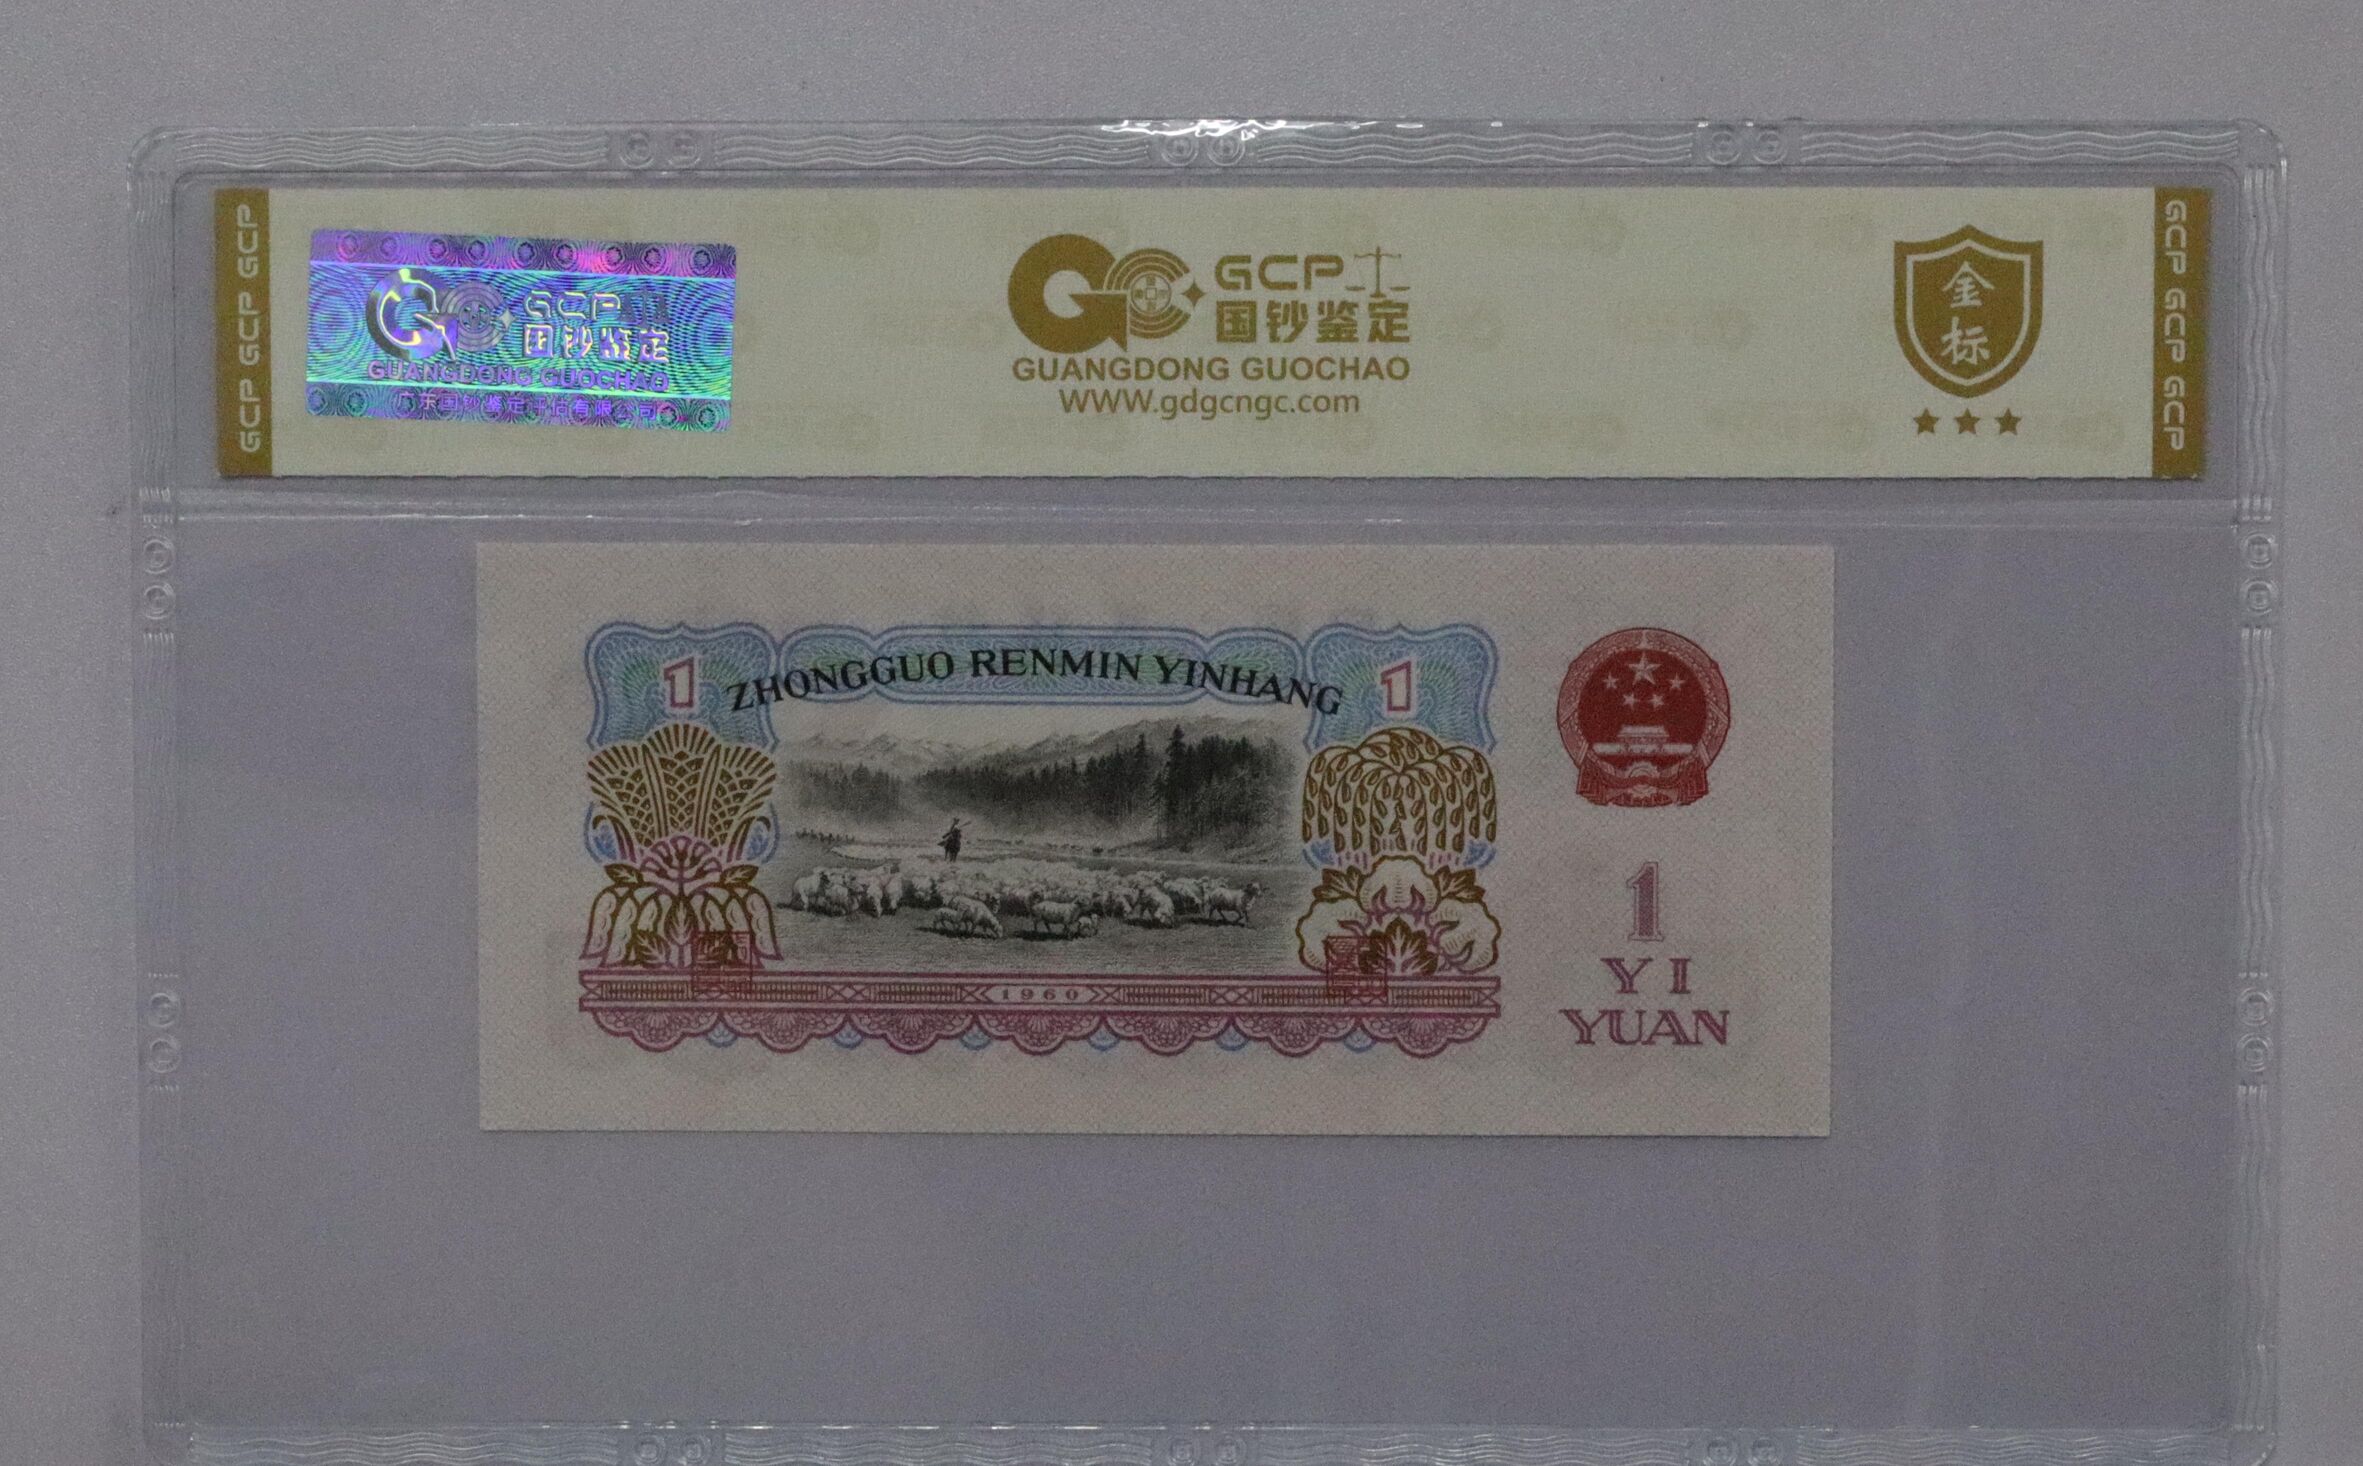 GCP GCP GCP
GCP
国钞鉴定
GUANGDONG GUOCHAO
广东国钞鉴定评估有限公司
GCP
国钞鉴定
GUANGDONG GUOCHAO
WWW.gdgcngc.com
金
标
GCP GCP GCP
ZHONGGUO RENMIN YINHANG
1
1
1960
1
YI
YUAN